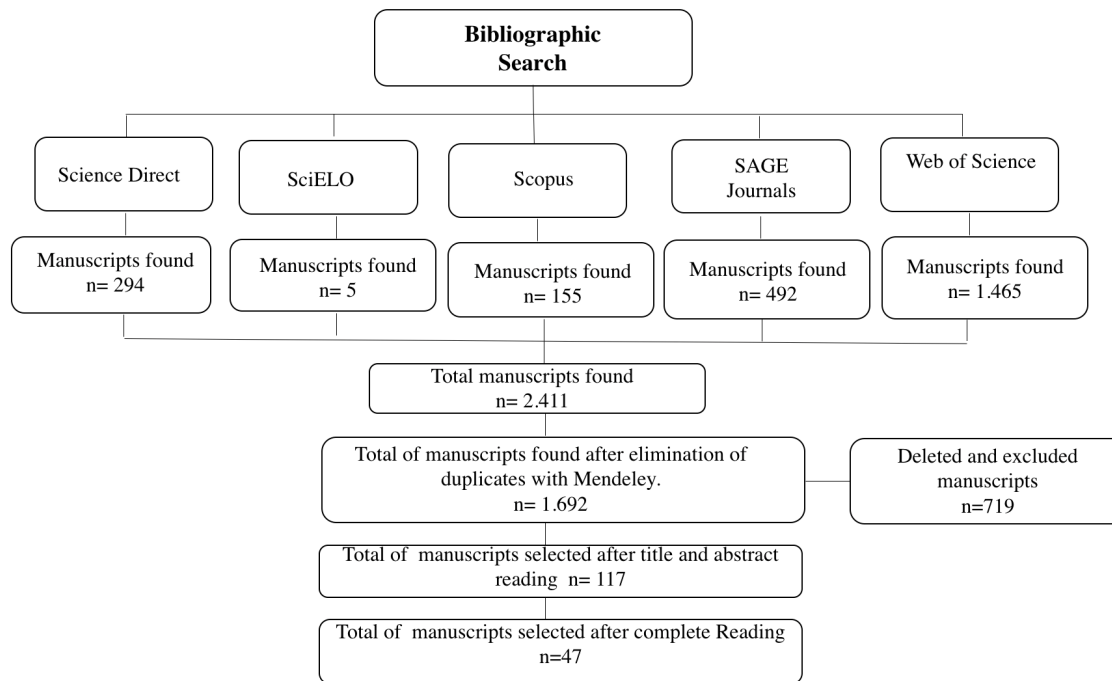 Bibliographic
Search
Science Direct
SciELO
Scopus
SAGE
Journals
Web of Science
Manuscripts found
n= 294
Manuscripts found
n= 5
Manuscripts found
n= 155
Manuscripts found
n= 492
Manuscripts found
n= 1.465
Total manuscripts found
n= 2.411
Total of manuscripts found after elimination of
duplicates with Mendeley.
n= 1.692
Deleted and excluded
manuscripts
n=719
Total of manuscripts selected after title and abstract
reading n= 117
Total of manuscripts selected after complete Reading
n=47